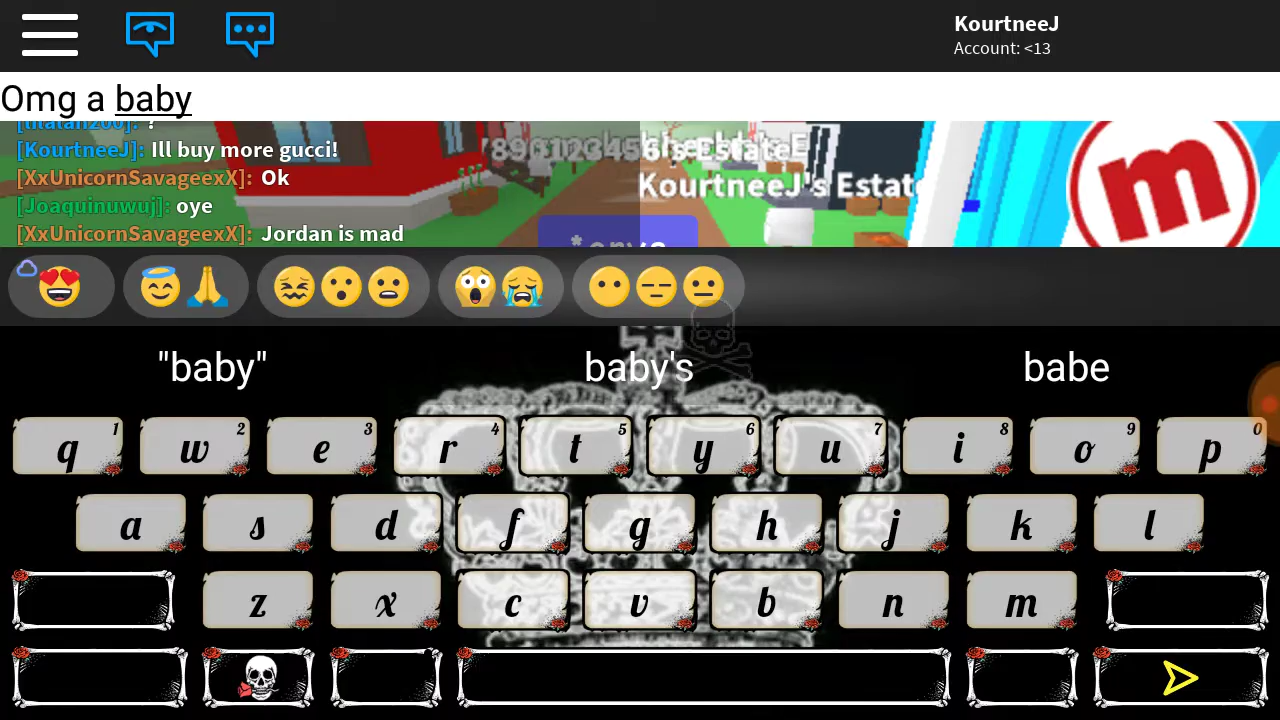 KourtneeJ
Account: <13
Omg a baby
?
[KourtneeJ]: Ill buy more gucci!
[XxUnicornSavageexX]: Ok
[Joaquinuwuj]: oye
[XxUnicornSavageexX]: Jordan is mad
's Estate
KourtneeJ's Estate
m
"baby" baby's babe
q 1 w 2 e 3 r 4 t 5 y 6 u 7 i 8 o 9 p 0
a s d f g h j k l
z x c v b n m